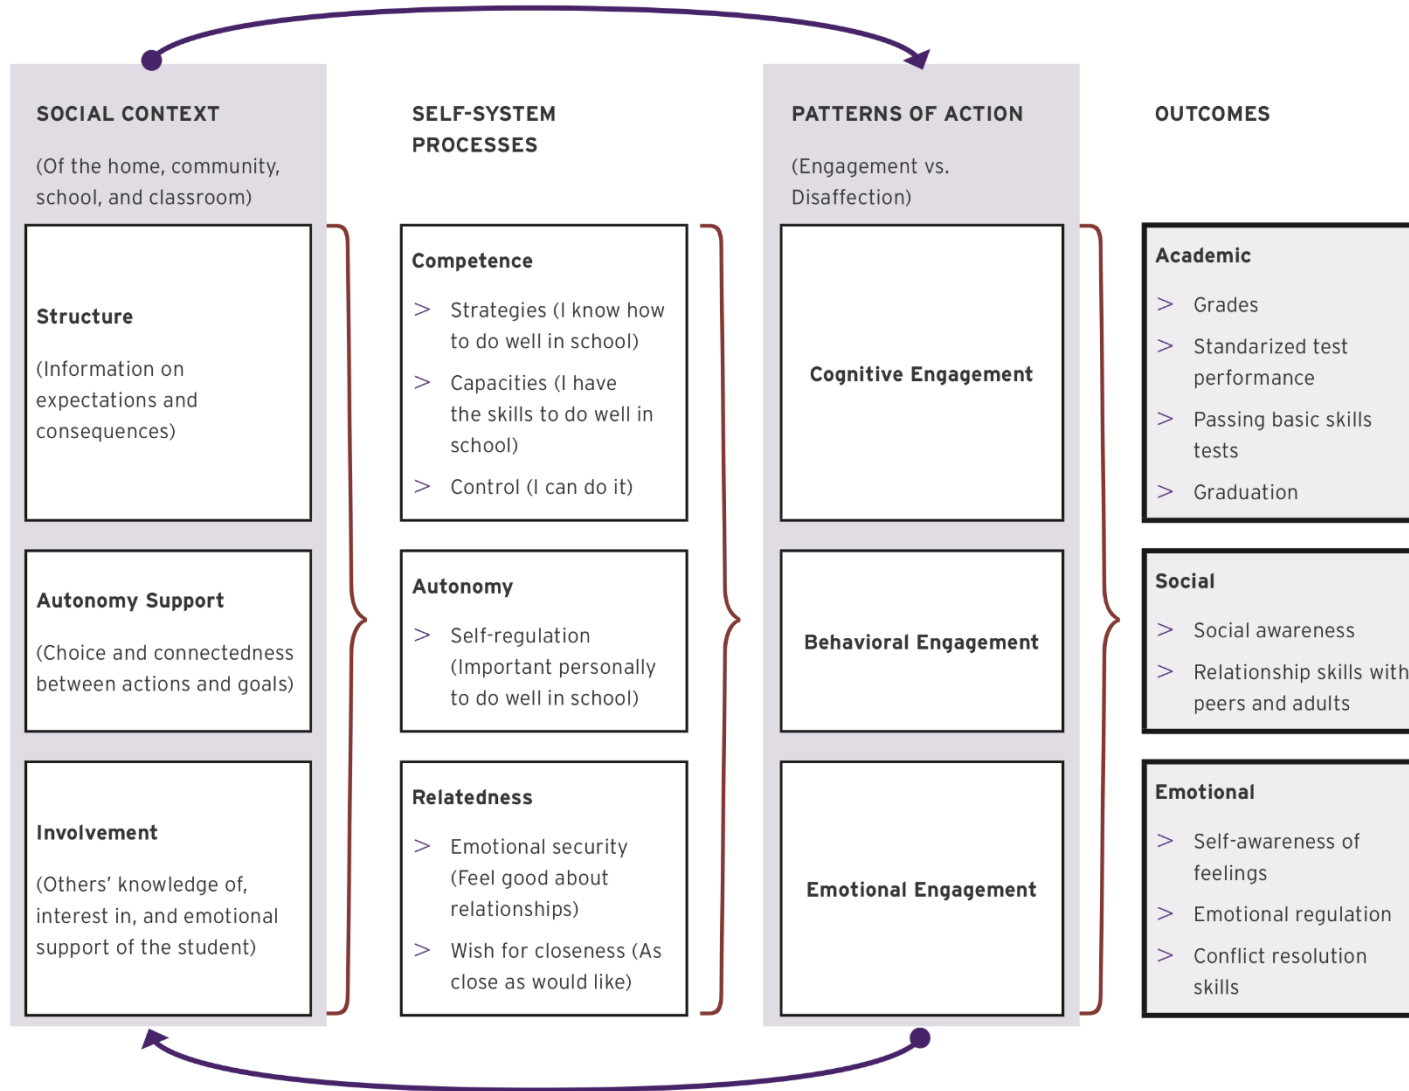 SOCIAL CONTEXT
(Of the home, community,
school, and classroom)
Structure
(Information on
expectations and
consequences)
Autonomy Support
(Choice and connectedness
between actions and goals)
Involvement
(Others’ knowledge of,
interest in, and emotional
support of the student)
SELF-SYSTEM
PROCESSES
Competence
> Strategies (I know how
to do well in school)
> Capacities (I have
the skills to do well in
school)
> Control (I can do it)
Autonomy
> Self-regulation
(Important personally
to do well in school)
Relatedness
> Emotional security
(Feel good about
relationships)
> Wish for closeness (As
close as would like)
PATTERNS OF ACTION
(Engagement vs.
Disaffection)
Cognitive Engagement
Behavioral Engagement
Emotional Engagement
OUTCOMES
Academic
> Grades
> Standarized test
performance
> Passing basic skills
tests
> Graduation
Social
> Social awareness
> Relationship skills with
peers and adults
Emotional
> Self-awareness of
feelings
> Emotional regulation
> Conflict resolution
skills